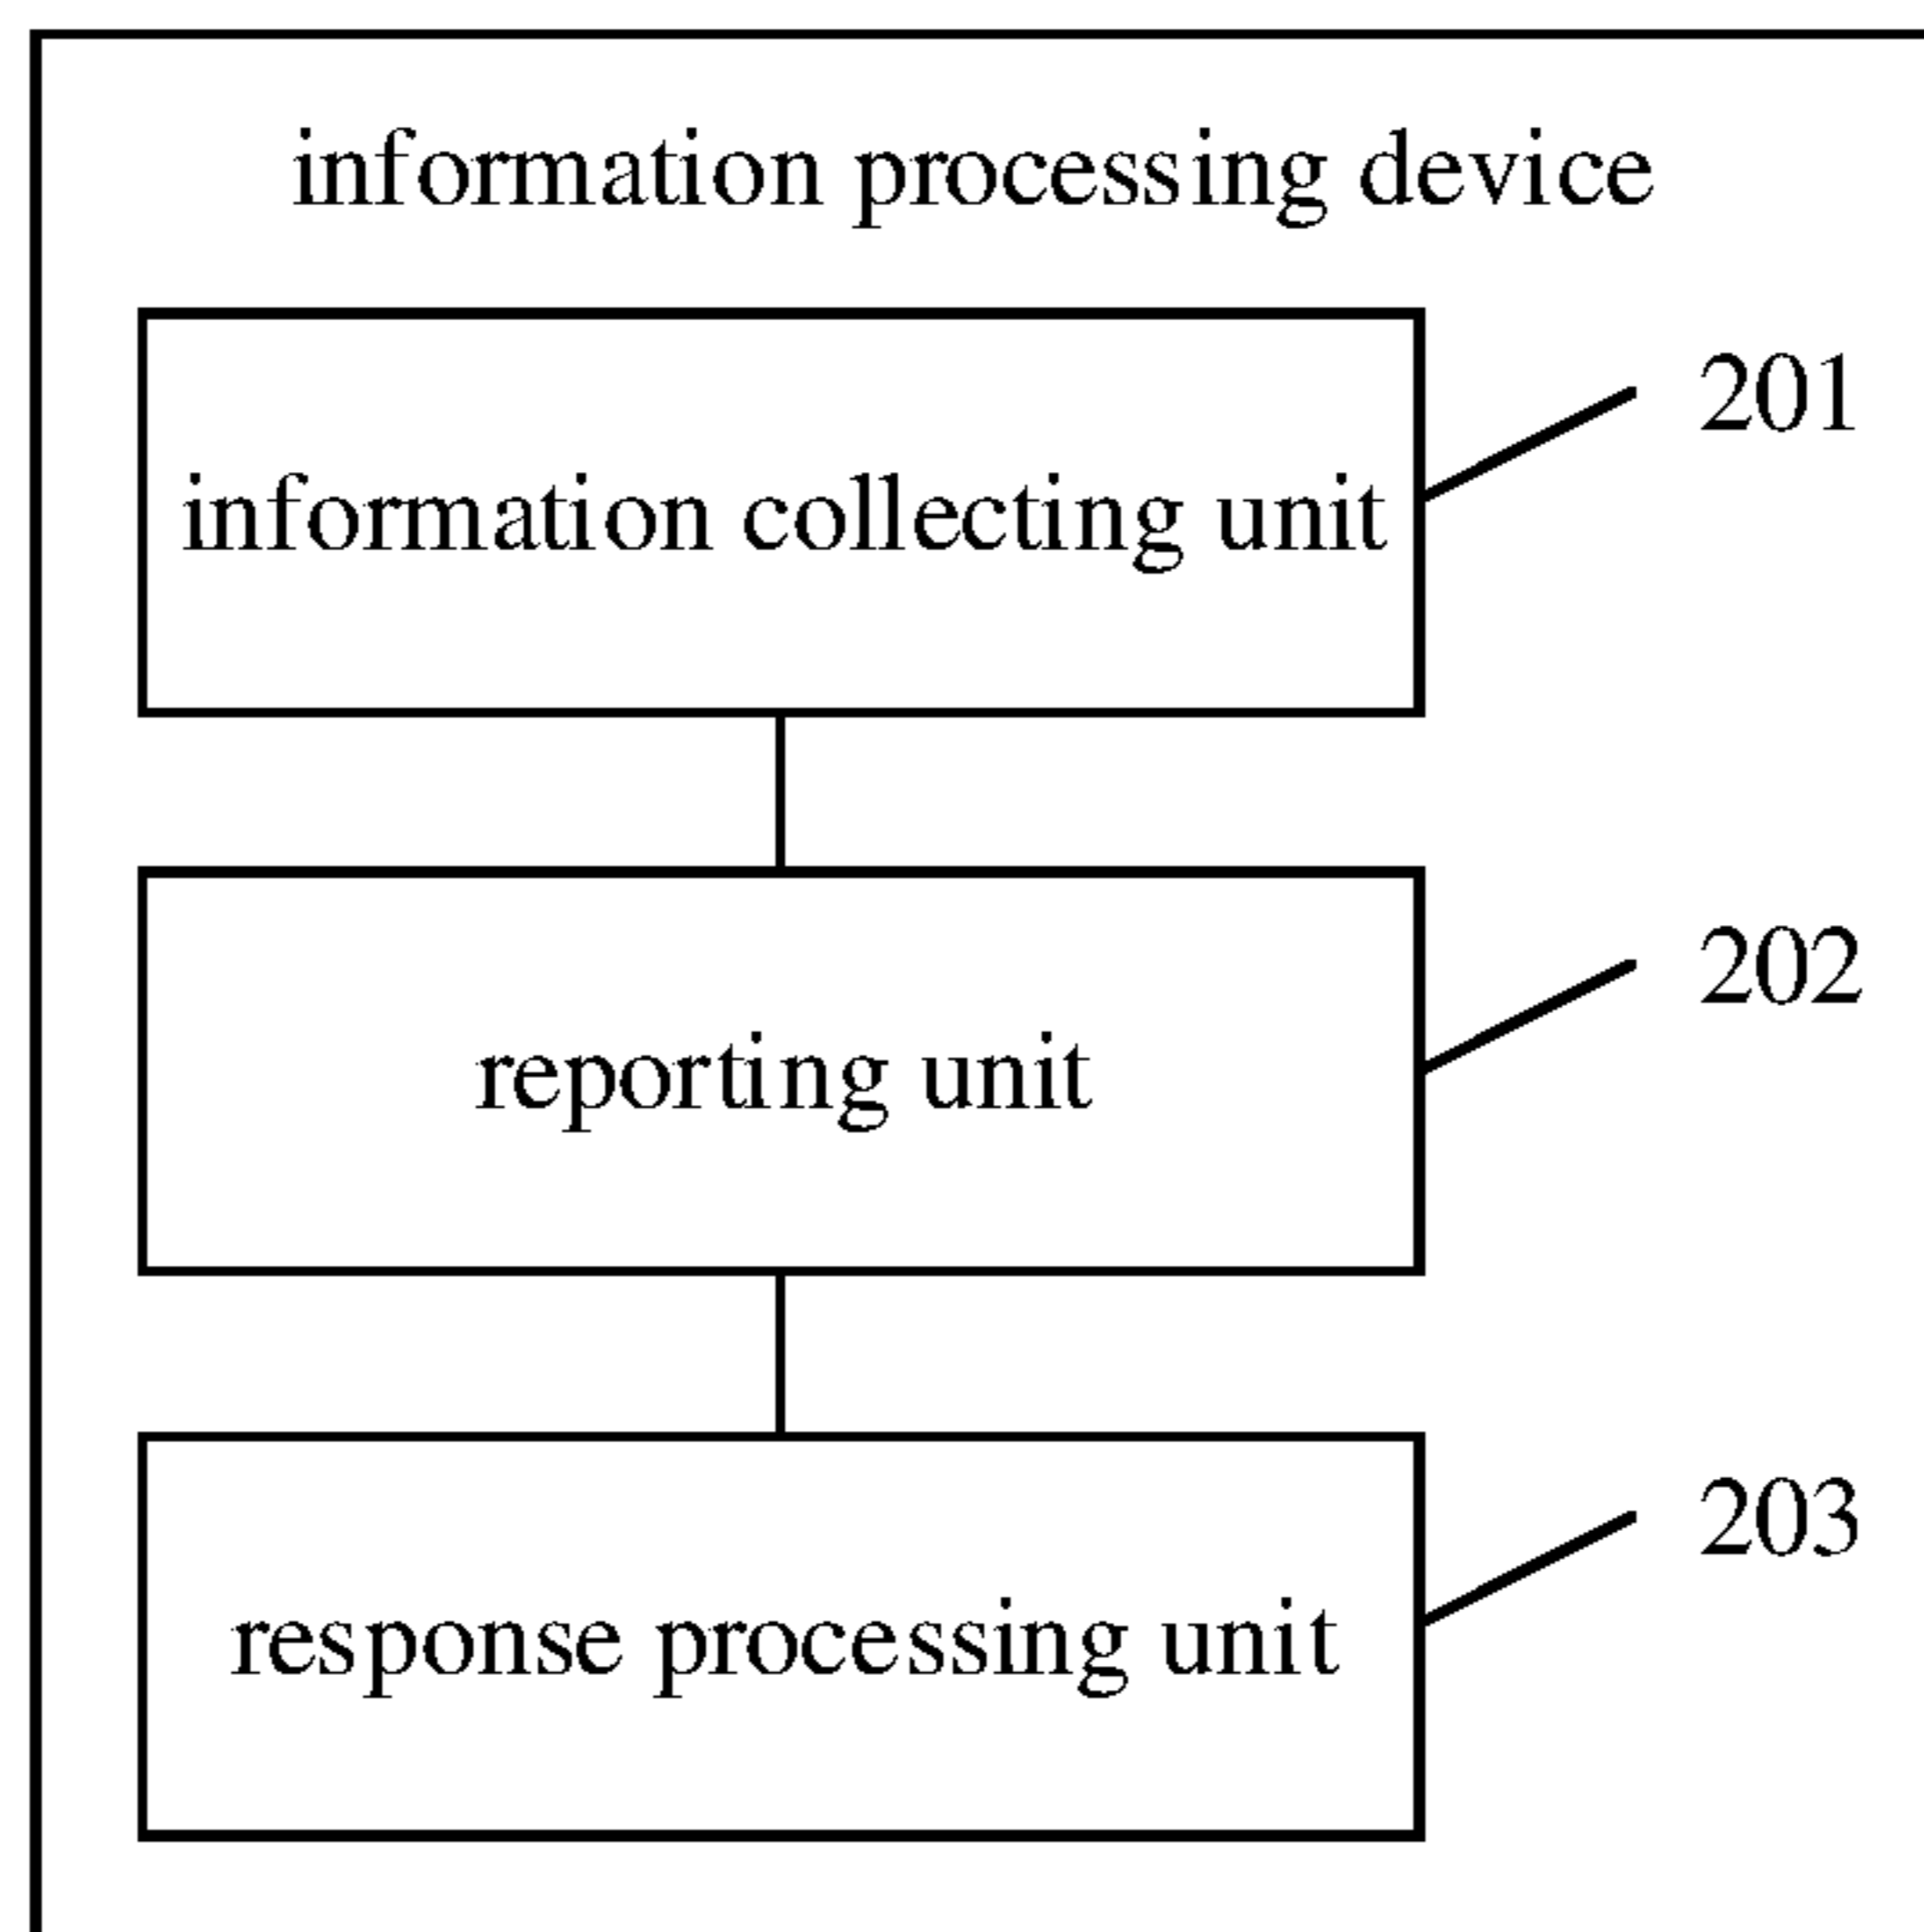 information processing device
201
information collecting unit
202
reporting unit
203
response processing unit